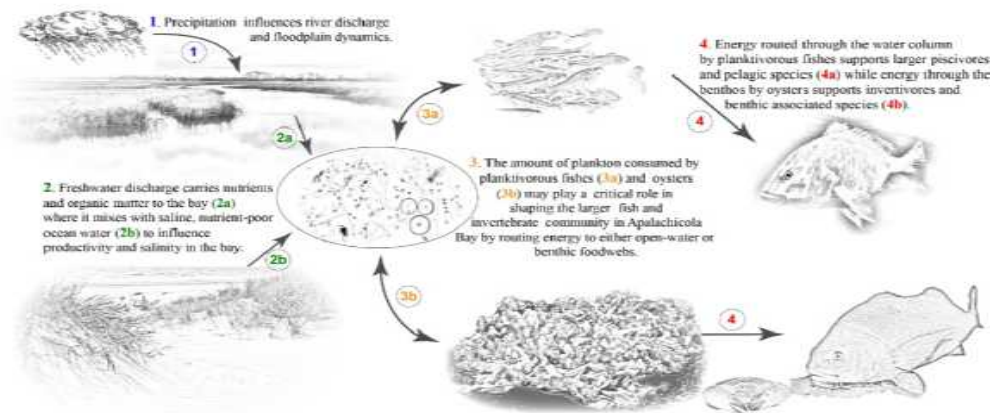 1. Precipitation influences river discharge
and floodplain dynamics.
1
2a
2. Freshwater discharge carries nutrients
and organic matter to the bay (2a)
where it mixes with saline, nutrient-poor
ocean water (2b) to influence
productivity and salinity in the bay.
2b
3a
3. The amount of plankton consumed by
planktivorous fishes (3a) and oysters
(3b) may play a critical role in
shaping the larger fish and
invertebrate community in Apalachicola
Bay by routing energy to either open-water or
benthic foodwebs.
3b
4. Energy routed through the water column
by planktivorous fishes supports larger piscivores
and pelagic species (4a) while energy through the
benthos by oysters supports invertivores and
benthic associated species (4b).
4
4